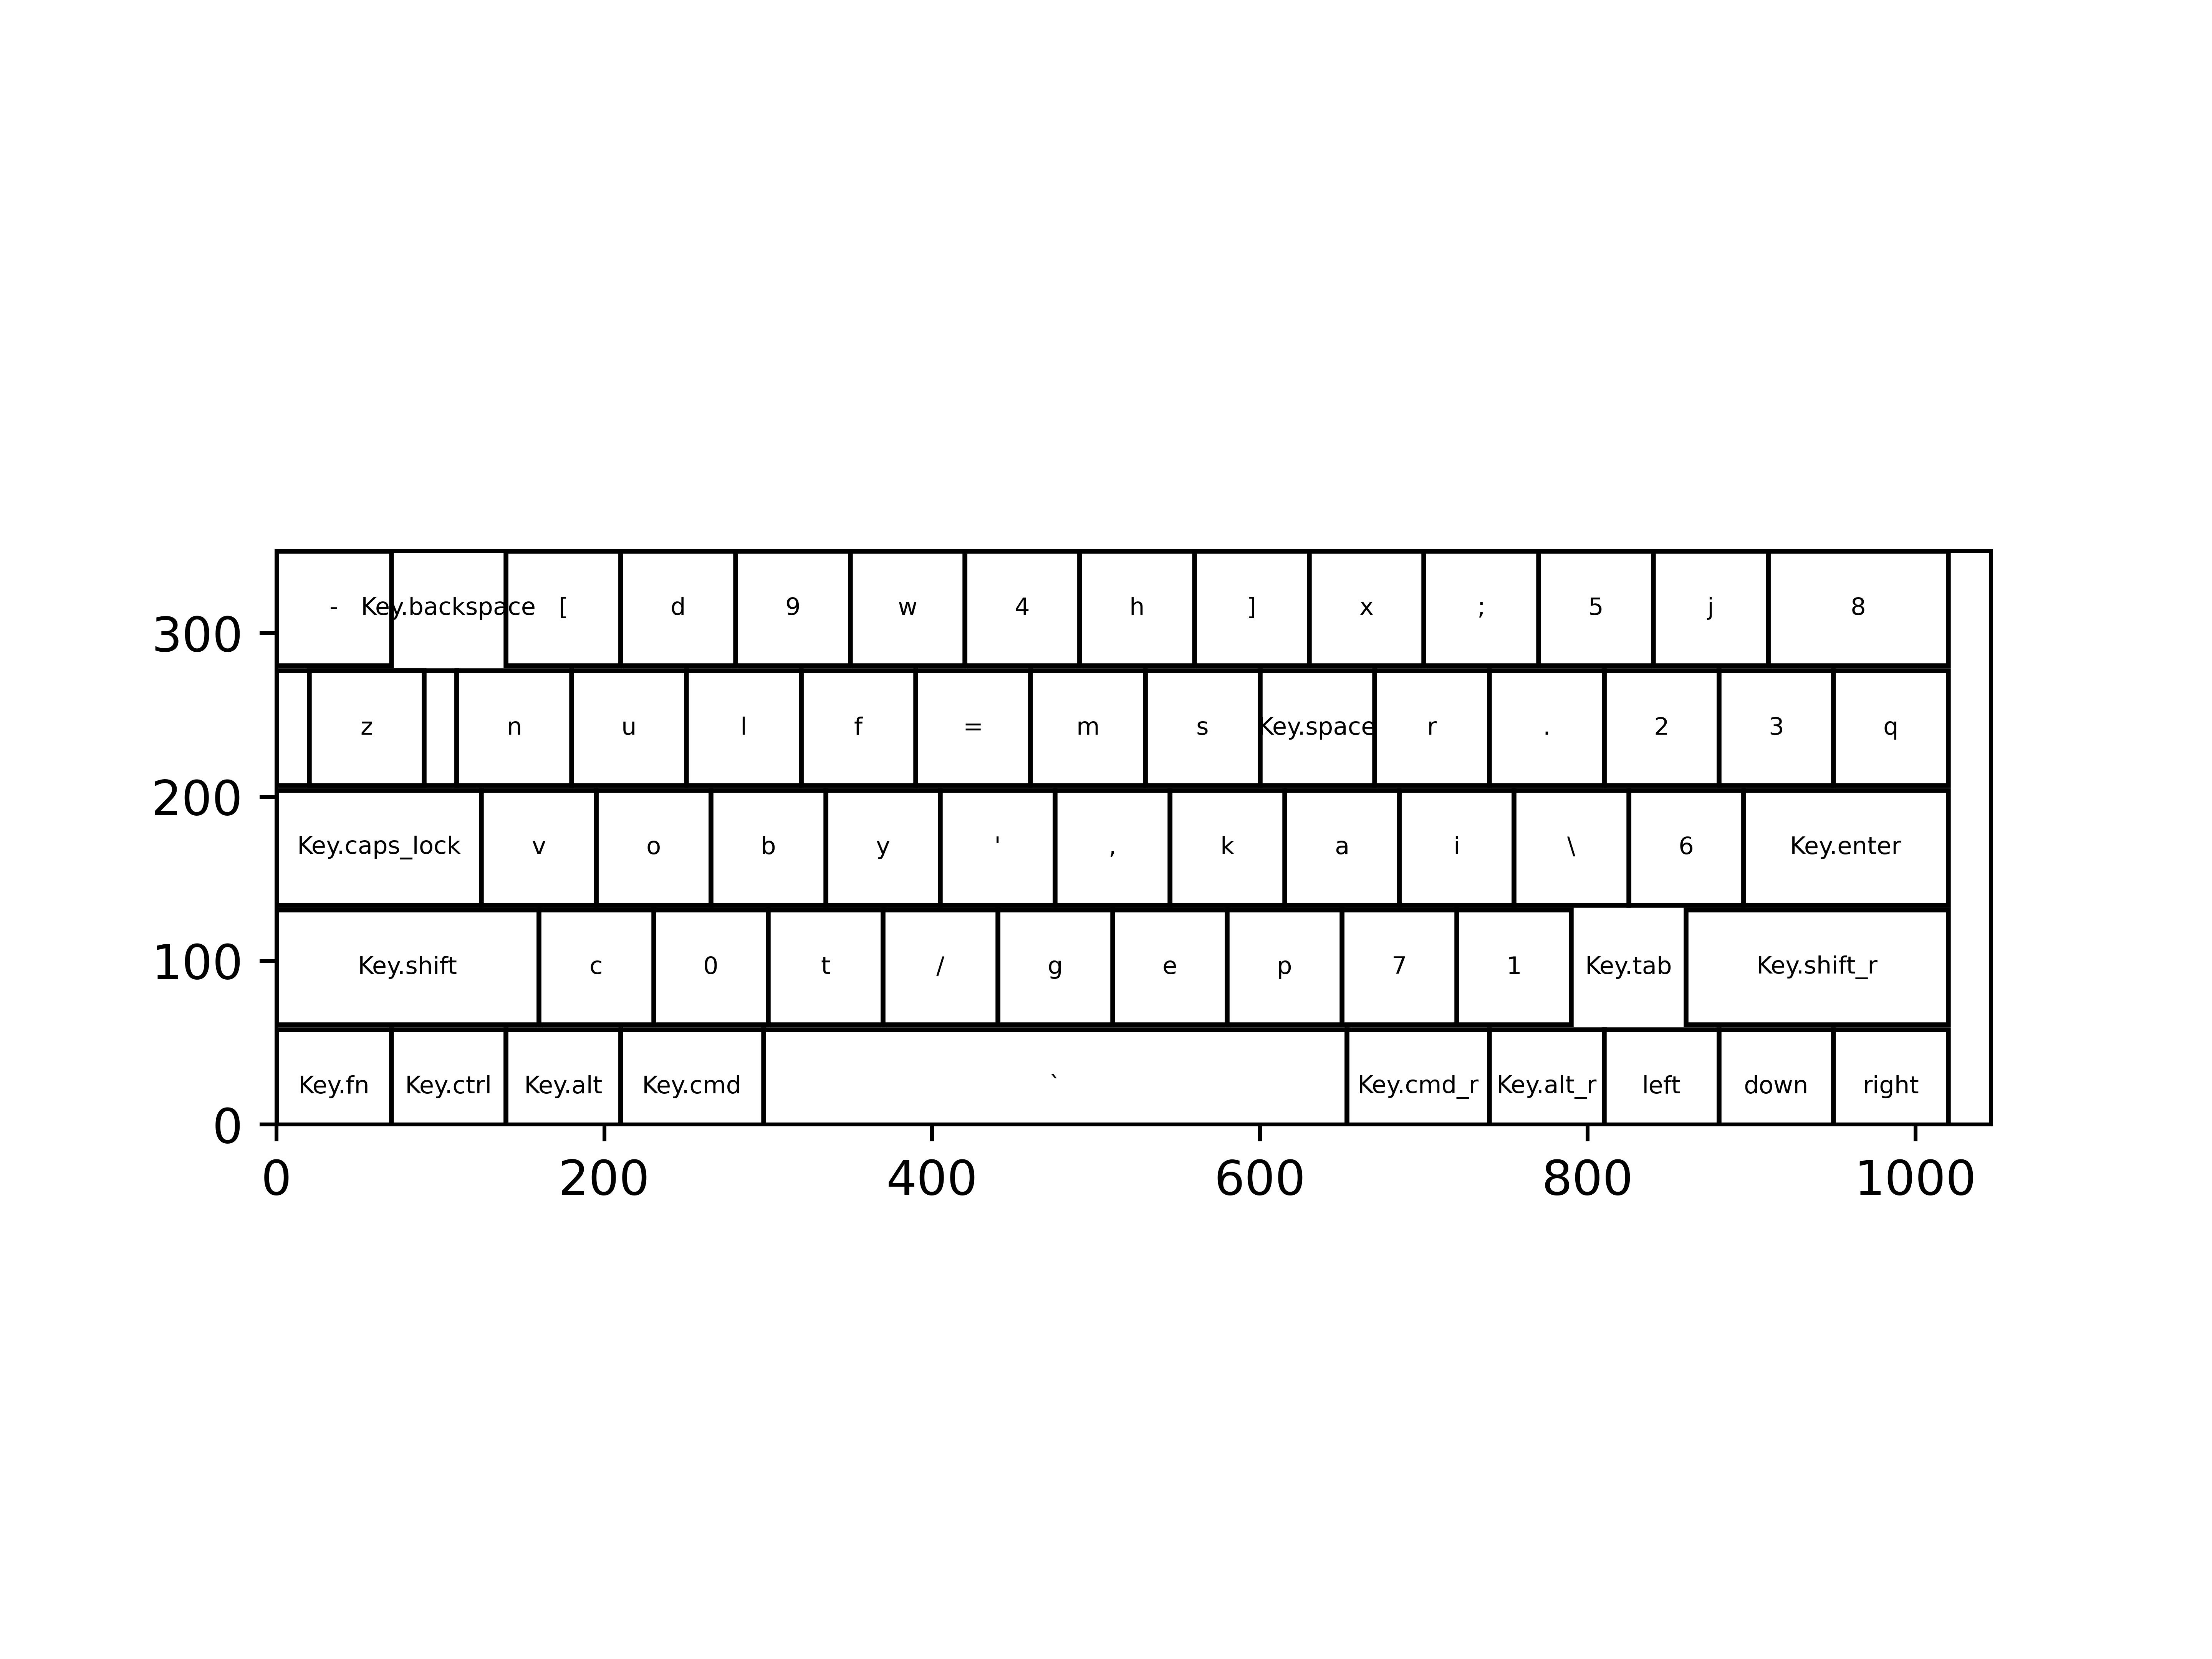 - Key.backspace [ d 9 w 4 h ] x ; 5 j 8
300
z n u l f = m s Key.space r . 2 3 q
200
Key.caps_lock v o b y ' , k a i \ 6 Key.enter
100
Key.shift c 0 t / g e p 7 1 Key.tab Key.shift_r
Key.fn Key.ctrl Key.alt Key.cmd ` Key.cmd_r Key.alt_r left down right
0
0 200 400 600 800 1000